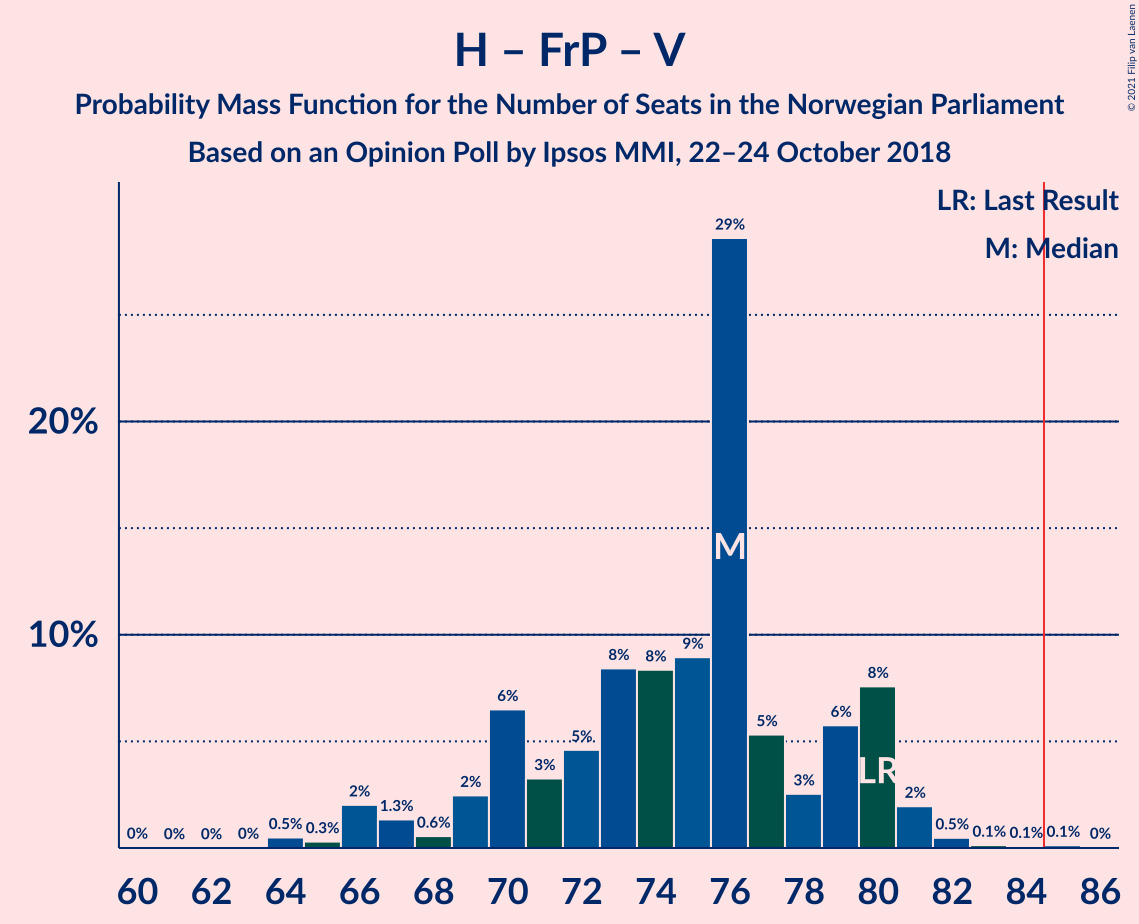 H – FrP – V
Probability Mass Function for the Number of Seats in the Norwegian Parliament
Based on an Opinion Poll by Ipsos MMI, 22–24 October 2018
© 2021 Filip van Laenen
LR: Last Result
M: Median
20%
10%
0% 0% 0% 0% 0.5% 0.3% 2% 1.3% 0.6% 2% 6% 3% 5% 8% 8% 9% 29% 5% 3% 6% 8% 2% 0.5% 0.1% 0.1% 0.1% 0%
M
LR
60 62 64 66 68 70 72 74 76 78 80 82 84 86